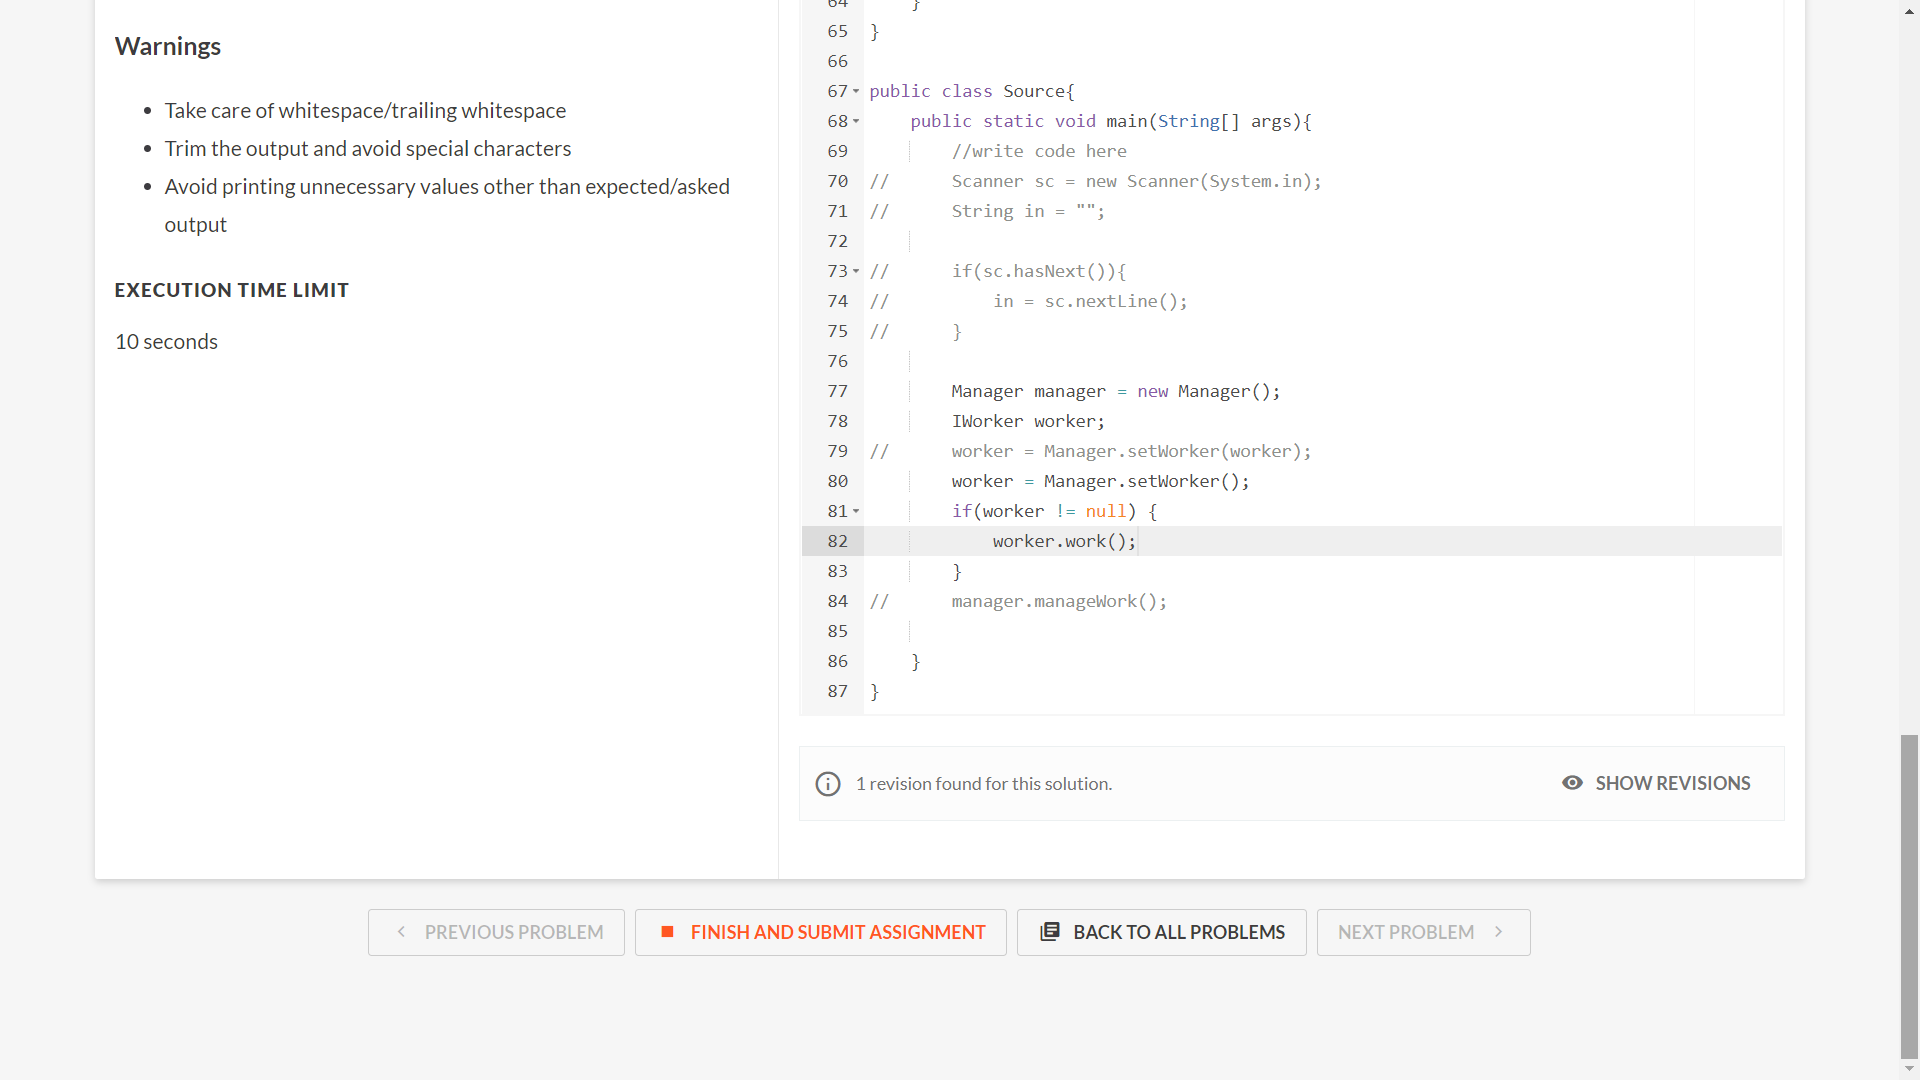 Warnings
• Take care of whitespace/trailing whitespace
• Trim the output and avoid special characters
• Avoid printing unnecessary values other than expected/asked
output
EXECUTION TIME LIMIT
10 seconds
64     }
65 }
66
67 public class Source{
68     public static void main(String[] args){
69         //write code here
70 //      Scanner sc = new Scanner(System.in);
71 //      String in = "";
72
73 //      if(sc.hasNext()){
74 //          in = sc.nextLine();
75 //      }
76
77         Manager manager = new Manager();
78         IWorker worker;
79 //      worker = Manager.setWorker(worker);
80         worker = Manager.setWorker();
81         if(worker != null) {
82             worker.work();
83         }
84 //      manager.manageWork();
85
86     }
87 }
1 revision found for this solution.
SHOW REVISIONS
PREVIOUS PROBLEM
FINISH AND SUBMIT ASSIGNMENT
BACK TO ALL PROBLEMS
NEXT PROBLEM